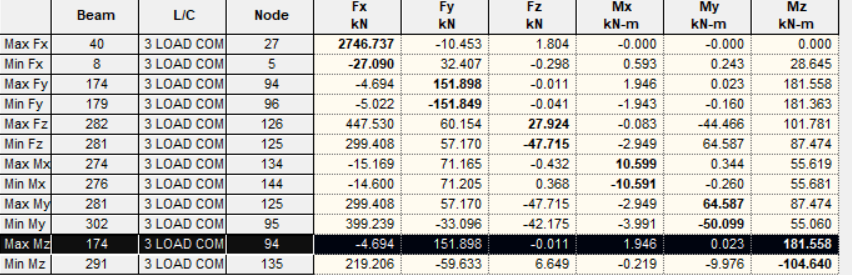 Beam L/C Node Fx kN Fy kN Fz kN Mx kN-m My kN-m Mz kN-m
Max Fx 40 3 LOAD COM 27 2746.737 -10.453 1.804 -0.000 -0.000 0.000
Min Fx 8 3 LOAD COM 5 -27.090 32.407 -0.298 0.593 0.243 28.645
Max Fy 174 3 LOAD COM 94 -4.694 151.898 -0.011 1.946 0.023 181.558
Min Fy 179 3 LOAD COM 96 -5.022 -151.849 -0.041 -1.943 -0.160 181.363
Max Fz 282 3 LOAD COM 126 447.530 60.154 27.924 -0.083 -44.466 101.781
Min Fz 281 3 LOAD COM 125 299.408 57.170 -47.715 -2.949 64.587 87.474
Max Mx 274 3 LOAD COM 134 -15.169 71.165 -0.432 10.599 0.344 55.619
Min Mx 276 3 LOAD COM 144 -14.600 71.205 0.368 -10.591 -0.260 55.681
Max My 281 3 LOAD COM 125 299.408 57.170 -47.715 -2.949 64.587 87.474
Min My 302 3 LOAD COM 95 399.239 -33.096 -42.175 -3.991 -50.099 55.060
Max Mz 174 3 LOAD COM 94 -4.694 151.898 -0.011 1.946 0.023 181.558
Min Mz 291 3 LOAD COM 135 219.206 -59.633 6.649 -0.219 -9.976 -104.640